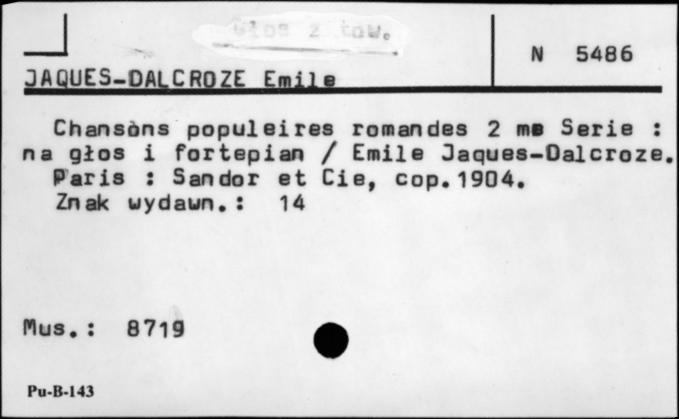 Głos z tow.
N 5486
JAQUES-DALCROZE Emile
Chansons populeires romandes 2 me Serie :
na głos i fortepian / Emile Jaques-Dalcroze.
Paris : Sandor et Cie, cop.1904.
Znak wydawn.: 14
Mus.: 8719
Pu-B-143